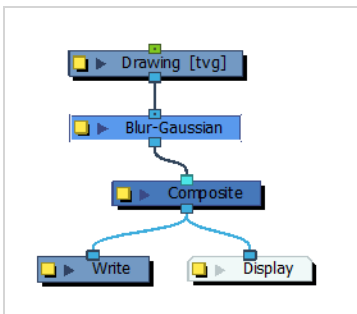 Drawing [tvg]
Blur-Gaussian
Composite
Write
Display